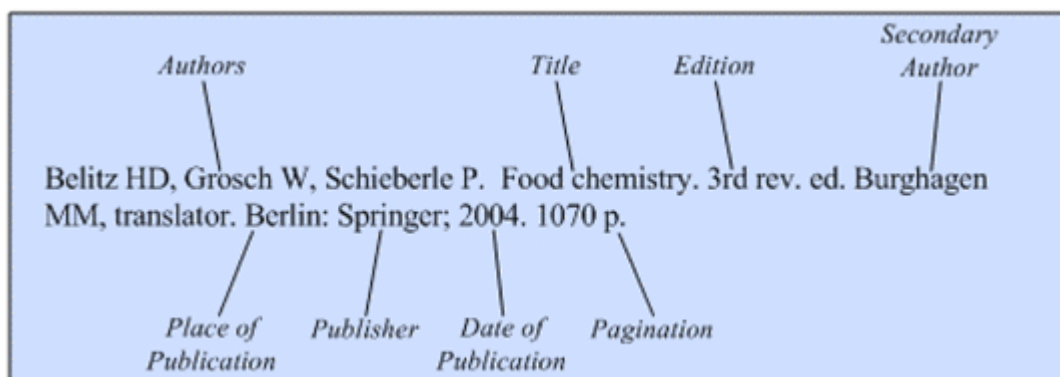 Secondary
Authors Title Edition Author
Belitz HD, Grosch W, Schieberle P. Food chemistry. 3rd rev. ed. Burghagen
MM, translator. Berlin: Springer; 2004. 1070 p.
Place of Publisher Date of Pagination
Publication Publication